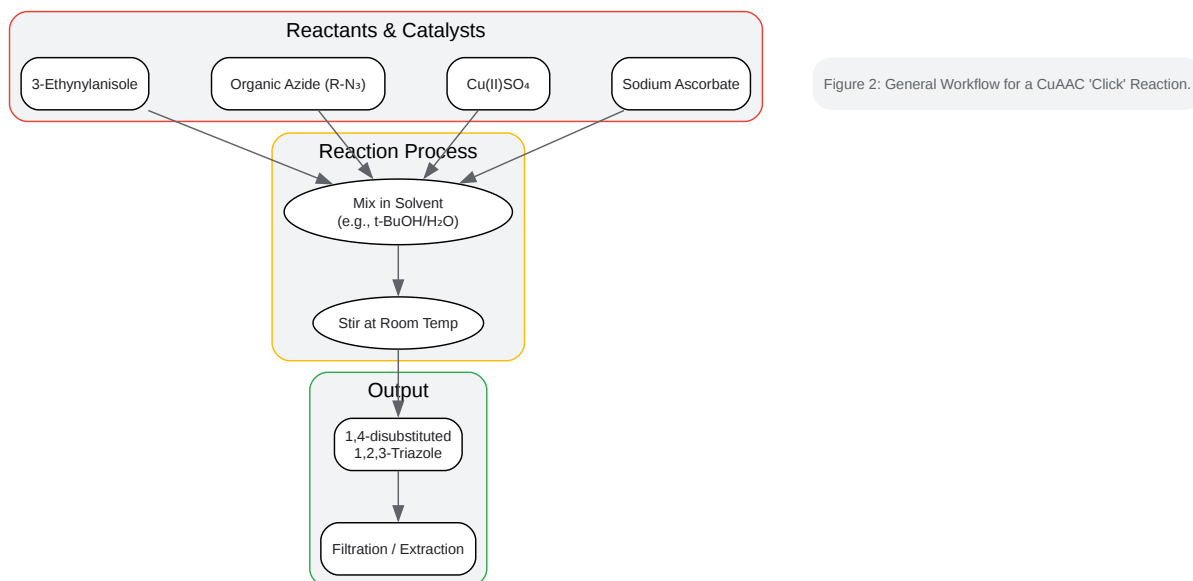 Reactants & Catalysts
3-Ethynylanisole
Organic Azide (R-N₃)
Cu(II)SO₄
Sodium Ascorbate
Figure 2: General Workflow for a CuAAC 'Click' Reaction.
Reaction Process
Mix in Solvent
(e.g., t-BuOH/H₂O)
Stir at Room Temp
Output
1,4-disubstituted
1,2,3-Triazole
Filtration / Extraction